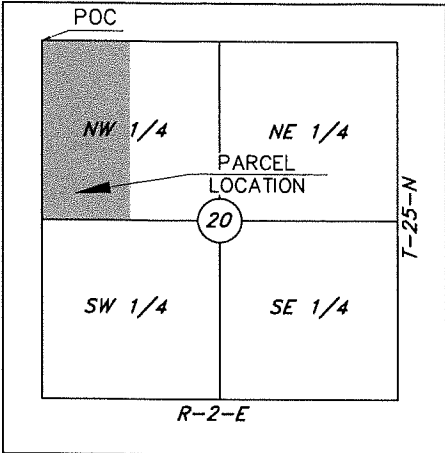 POC
NW 1/4
NE 1/4
PARCEL
LOCATION
20
T-25-N
SW 1/4
SE 1/4
R-2-E